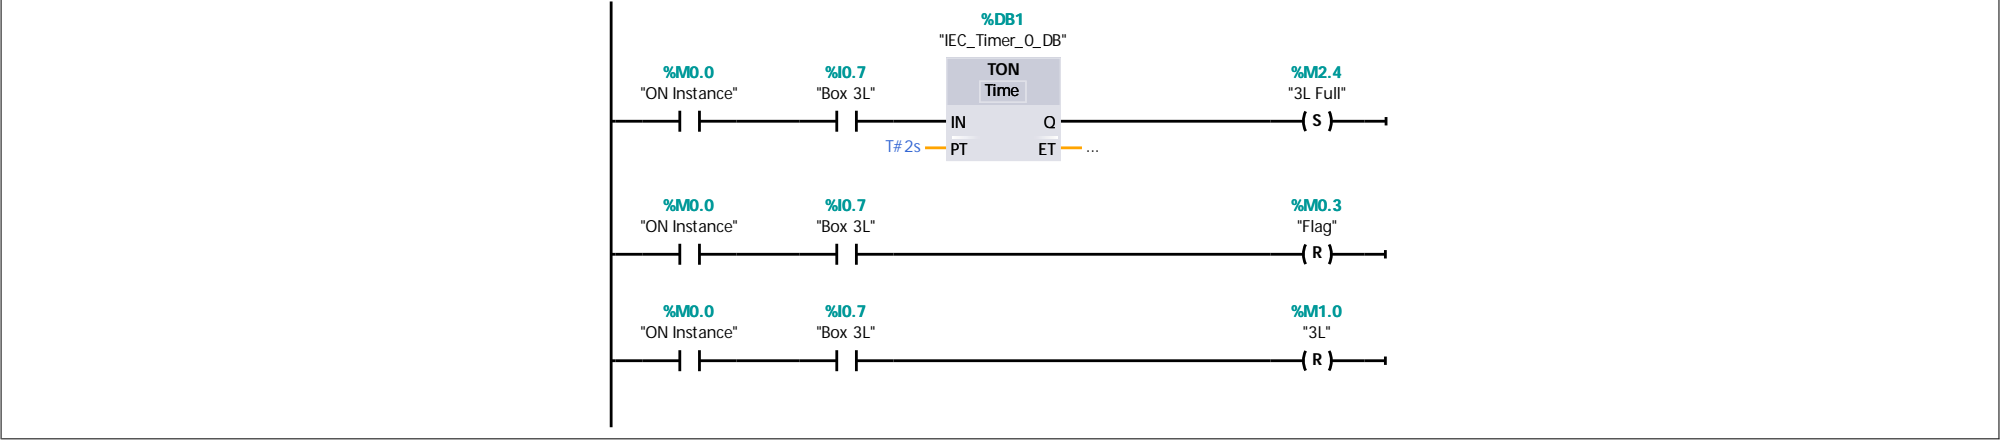 %DB1
"IEC_Timer_0_DB"
%M0.0 %I0.7 TON %M2.4
"ON Instance" "Box 3L" Time "3L Full"
IN Q S
T#2s PT ET ...
%M0.0 %I0.7 %M0.3
"ON Instance" "Box 3L" "Flag"
R
%M0.0 %I0.7 %M1.0
"ON Instance" "Box 3L" "3L"
R